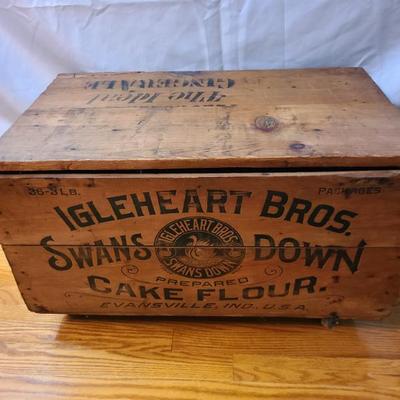 The Ideal
GINGERALE
36-3 LB. PACKAGES
IGLEHEART BROS.
SWANS DOWN
IGLEHEART BROS.
SWANS DOWN
PREPARED
CAKE FLOUR.
EVANSVILLE, IND. U.S.A.